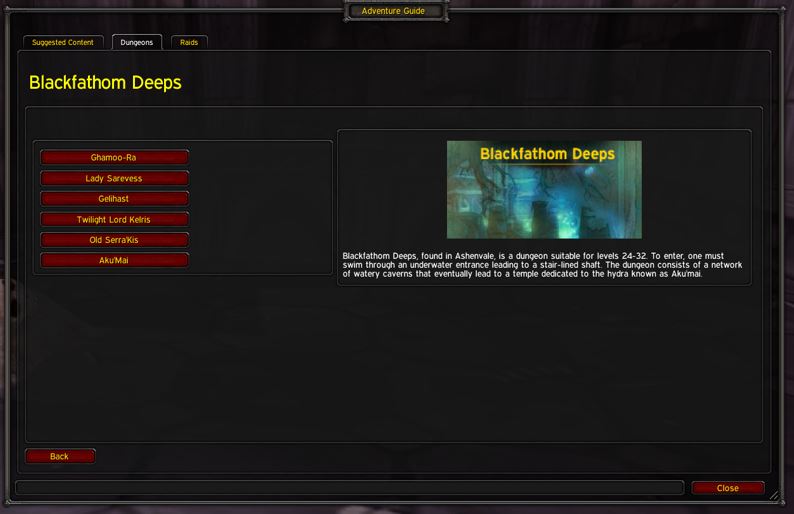 Adventure Guide
Suggested Content
Dungeons
Raids
Blackfathom Deeps
Ghamoo-Ra
Lady Sarevess
Gelihast
Twilight Lord Kelris
Old Serra'Kis
Aku'Mai
Blackfathom Deeps
Blackfathom Deeps, found in Ashenvale, is a dungeon suitable for levels 24-32. To enter, one must
swim through an underwater entrance leading to a stair-lined shaft. The dungeon consists of a network
of watery caverns that eventually lead to a temple dedicated to the hydra known as Aku'mai.
Back
Close